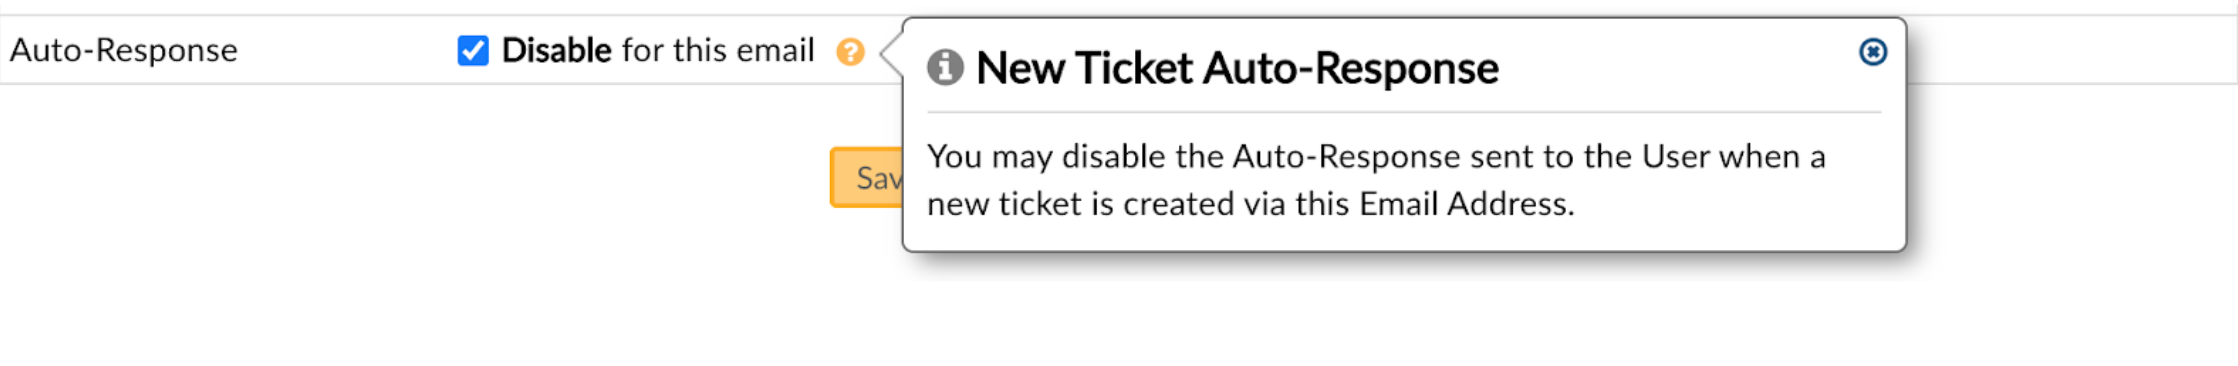 Auto-Response
Disable for this email
New Ticket Auto-Response
You may disable the Auto-Response sent to the User when a
new ticket is created via this Email Address.
Sav